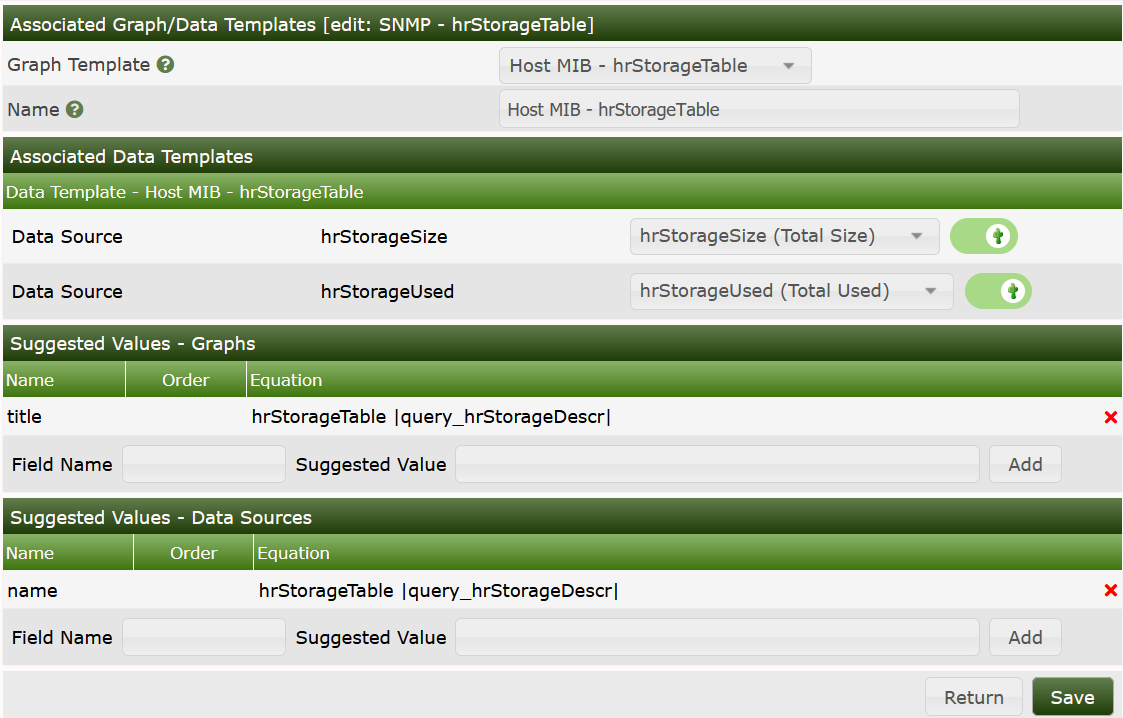 Associated Graph/Data Templates [edit: SNMP - hrStorageTable]
Graph Template ? Host MIB - hrStorageTable
Name ? Host MIB - hrStorageTable
Associated Data Templates
Data Template - Host MIB - hrStorageTable
Data Source hrStorageSize hrStorageSize (Total Size)
Data Source hrStorageUsed hrStorageUsed (Total Used)
Suggested Values - Graphs
Name Order Equation
title hrStorageTable |query_hrStorageDescr|
Field Name Suggested Value Add
Suggested Values - Data Sources
Name Order Equation
name hrStorageTable |query_hrStorageDescr|
Field Name Suggested Value Add
Return Save